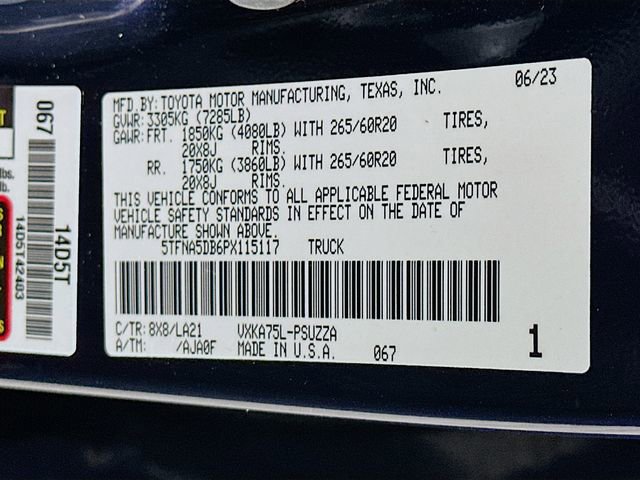 06/23
MFD.BY:TOYOTA MOTOR MANUFACTURING, TEXAS, INC.
GVWR:3305KG (7285LB)
GAWR:FRT. 1850KG (4080LB) WITH 265/60R20 TIRES,
20X8J RIMS.
RR. 1750KG (3860LB) WITH 265/60R20 TIRES,
20X8J RIMS.
THIS VEHICLE CONFORMS TO ALL APPLICABLE FEDERAL MOTOR
VEHICLE SAFETY STANDARDS IN EFFECT ON THE DATE OF
MANUFACTURE SHOWN ABOVE.
5TFNA5DB6PX115117 TRUCK
C/TR:8X8/LA21 VXKA75L-PSUZZA
A/TM: /AJA0F MADE IN U.S.A. 067
1
067
14D5T
14D5T42403
lbs.
lb.